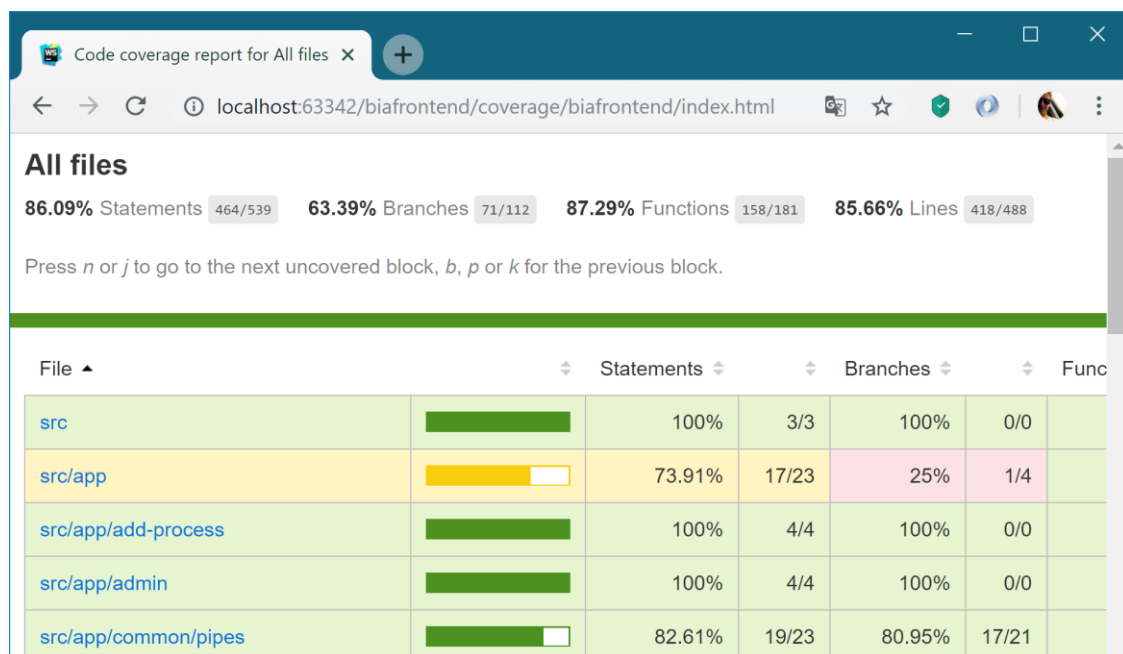 WS Code coverage report for All files
localhost:63342/biafrontend/coverage/biafrontend/index.html
All files
86.09% Statements 464/539 63.39% Branches 71/112 87.29% Functions 158/181 85.66% Lines 418/488
Press n or j to go to the next uncovered block, b, p or k for the previous block.
File Statements Branches Func
src 100% 3/3 100% 0/0
src/app 73.91% 17/23 25% 1/4
src/app/add-process 100% 4/4 100% 0/0
src/app/admin 100% 4/4 100% 0/0
src/app/common/pipes 82.61% 19/23 80.95% 17/21